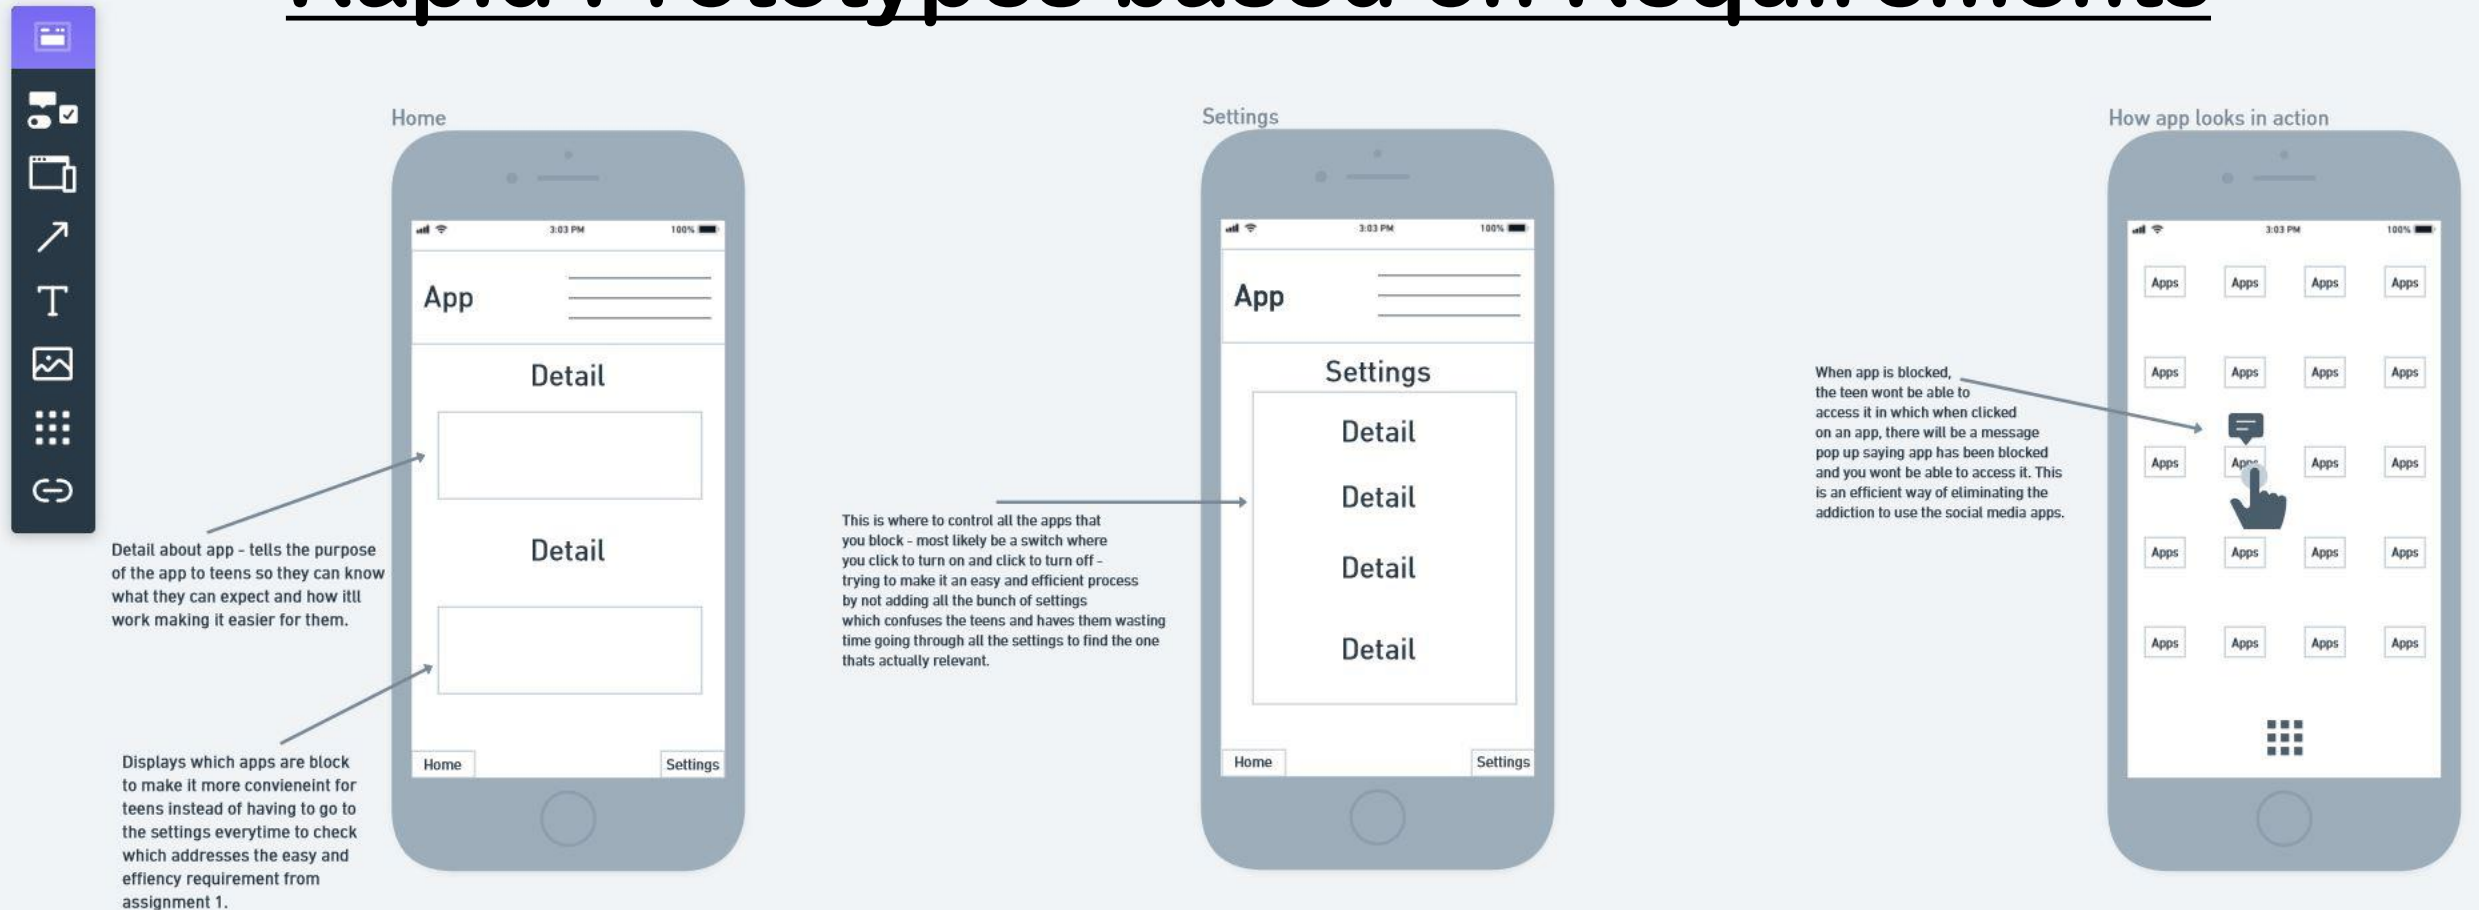 Rapid Prototypes based on Requirements
Home
3:03 PM 100%
App
Detail
Detail
Home Settings
Detail about app - tells the purpose
of the app to teens so they can know
what they can expect and how itll
work making it easier for them.
Displays which apps are block
to make it more convieneint for
teens instead of having to go to
the settings everytime to check
which addresses the easy and
effiency requirement from
assignment 1.
Settings
3:03 PM 100%
App
Settings
Detail
Detail
Detail
Detail
Home Settings
This is where to control all the apps that
you block - most likely be a switch where
you click to turn on and click to turn off -
trying to make it an easy and efficient process
by not adding all the bunch of settings
which confuses the teens and haves them wasting
time going through all the settings to find the one
thats actually relevant.
How app looks in action
3:03 PM 100%
Apps Apps Apps Apps
Apps Apps Apps Apps
Apps Apps Apps Apps
Apps Apps Apps Apps
Apps Apps Apps Apps
When app is blocked,
the teen wont be able to
access it in which when clicked
on an app, there will be a message
pop up saying app has been blocked
and you wont be able to access it. This
is an efficient way of eliminating the
addiction to use the social media apps.